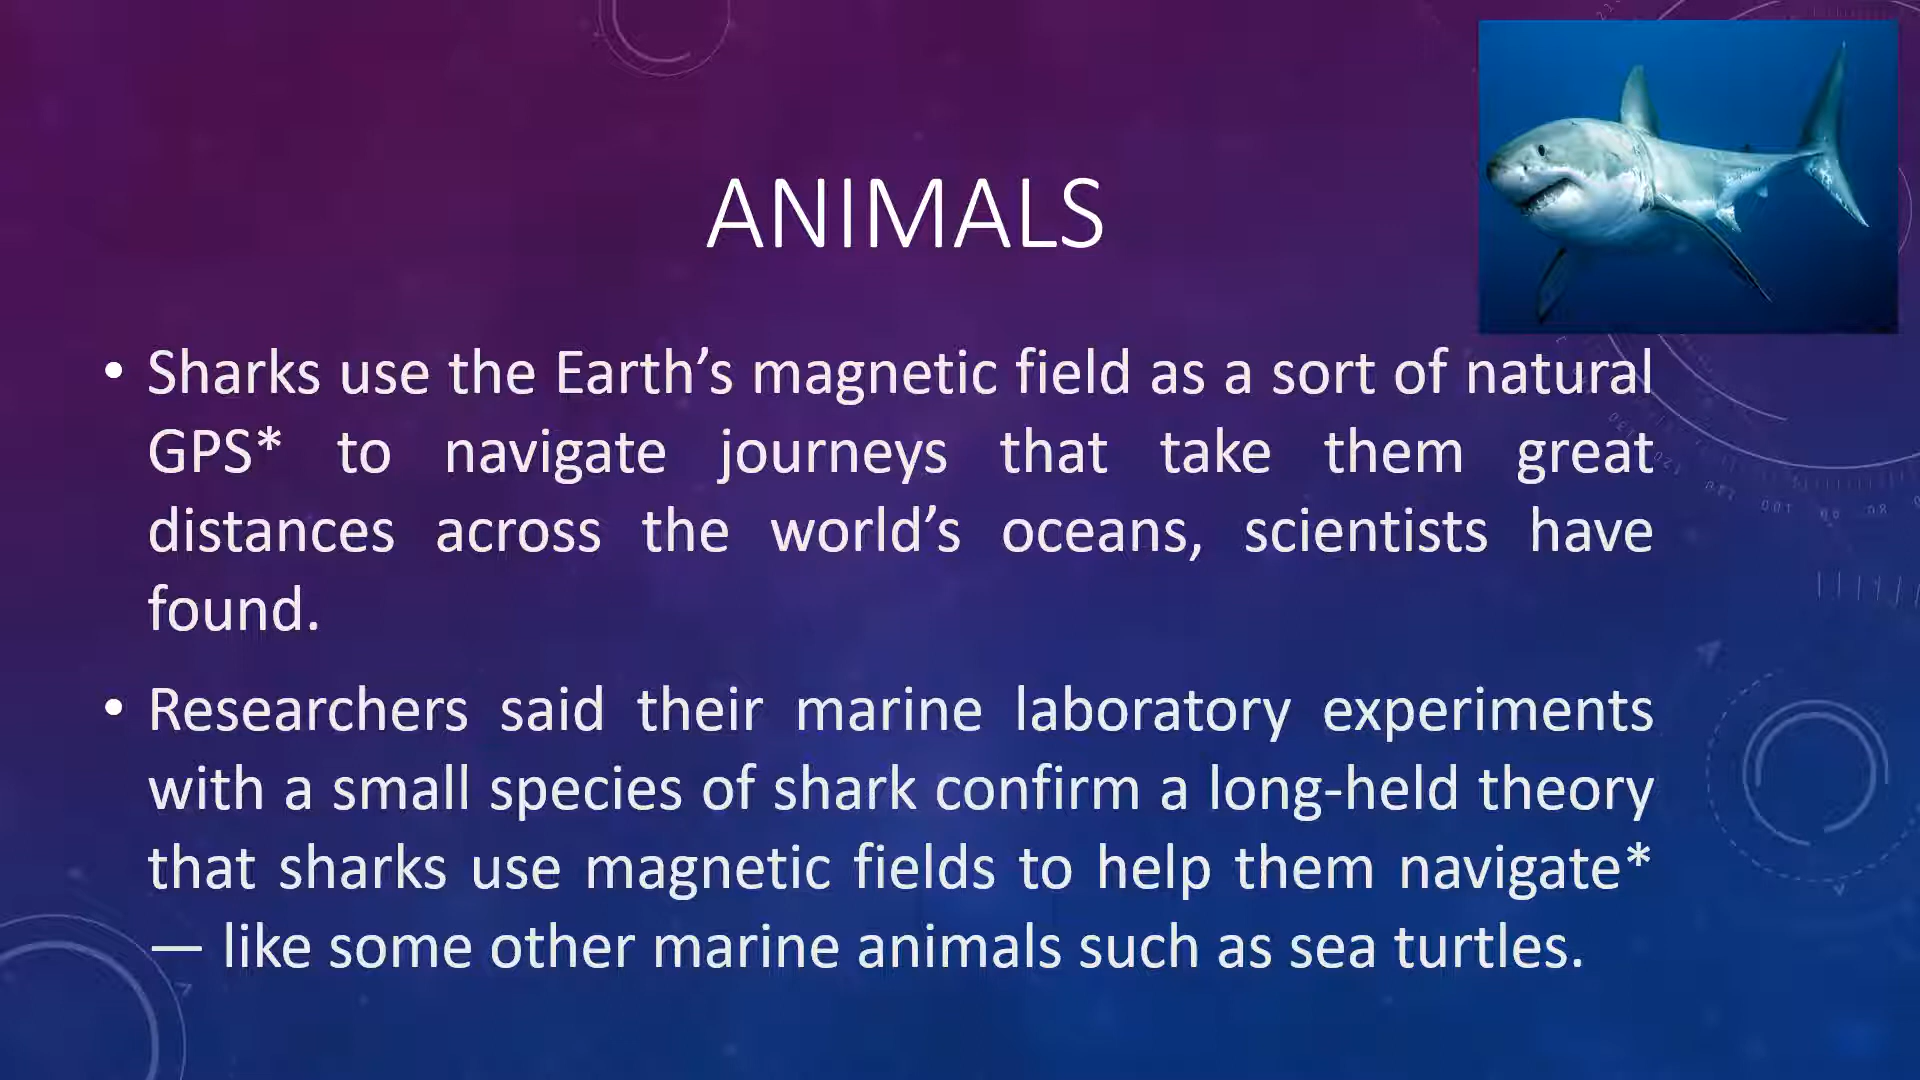 ANIMALS
• Sharks use the Earth’s magnetic field as a sort of natural
GPS* to navigate journeys that take them great
distances across the world’s oceans, scientists have
found.
• Researchers said their marine laboratory experiments
with a small species of shark confirm a long-held theory
that sharks use magnetic fields to help them navigate*
— like some other marine animals such as sea turtles.